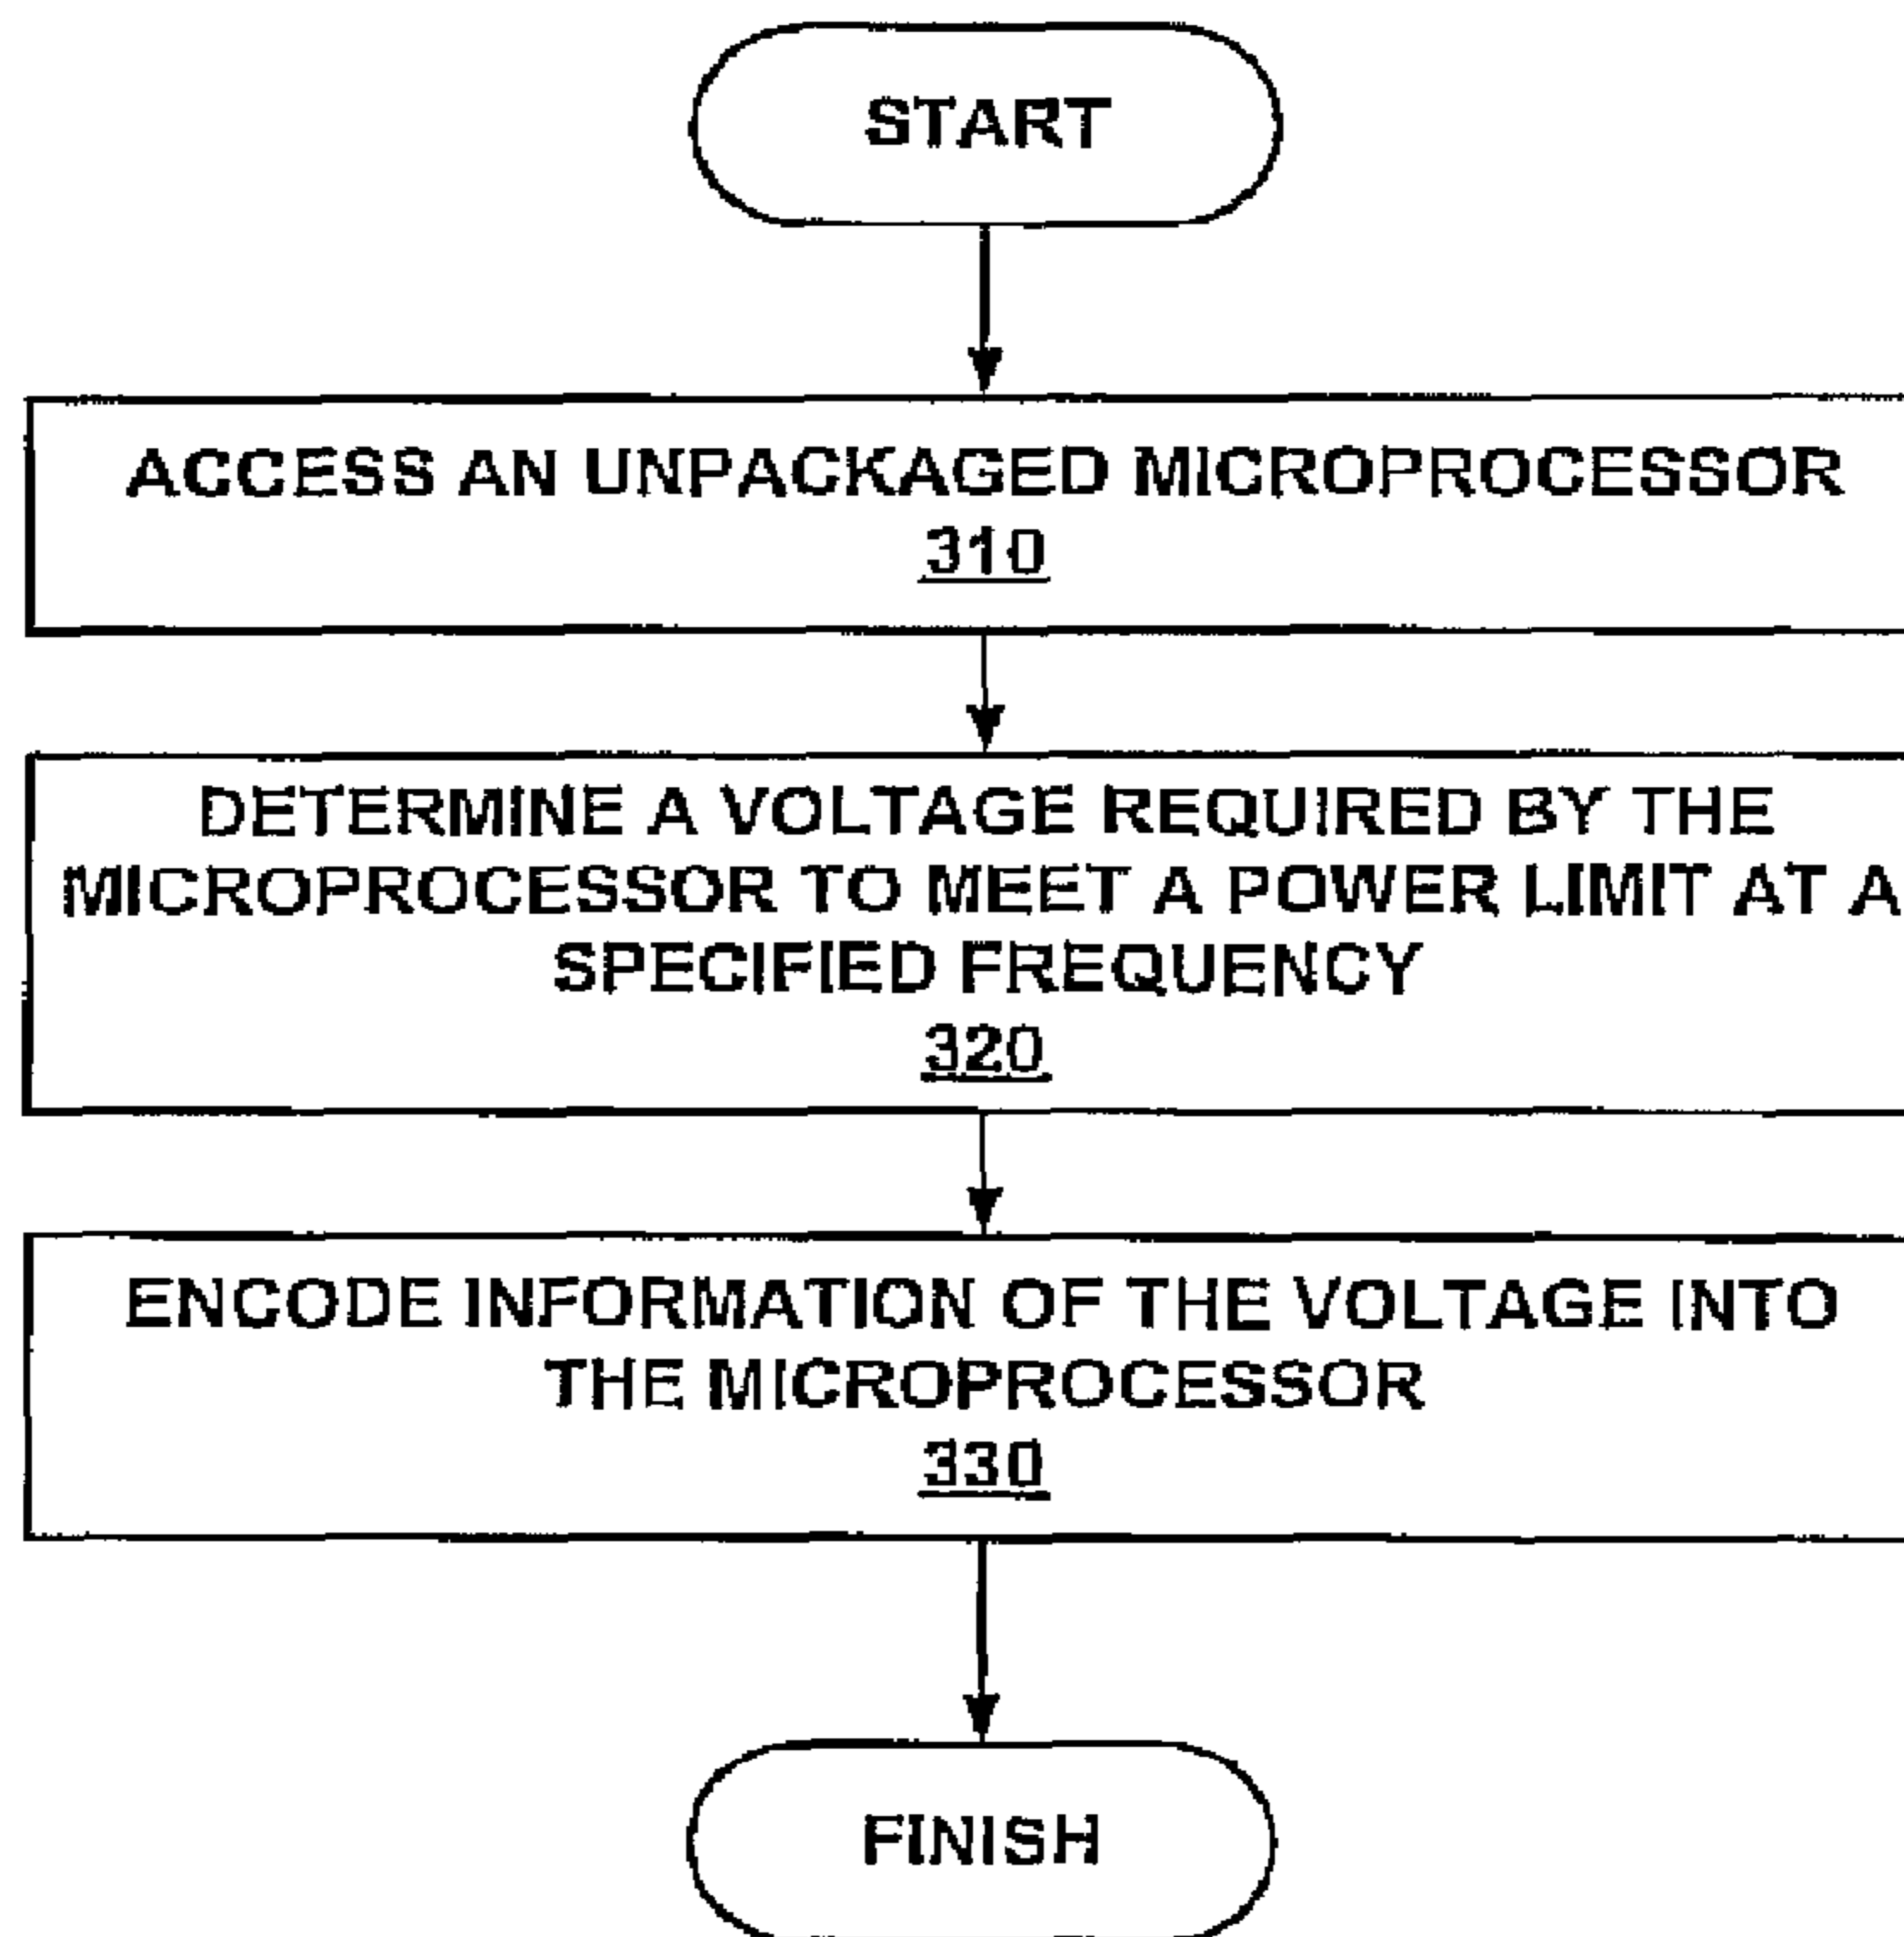 START
ACCESS AN UNPACKAGED MICROPROCESSOR
310
DETERMINE A VOLTAGE REQUIRED BY THE
MICROPROCESSOR TO MEET A POWER LIMIT AT A
SPECIFIED FREQUENCY
320
ENCODE INFORMATION OF THE VOLTAGE INTO
THE MICROPROCESSOR
330
FINISH